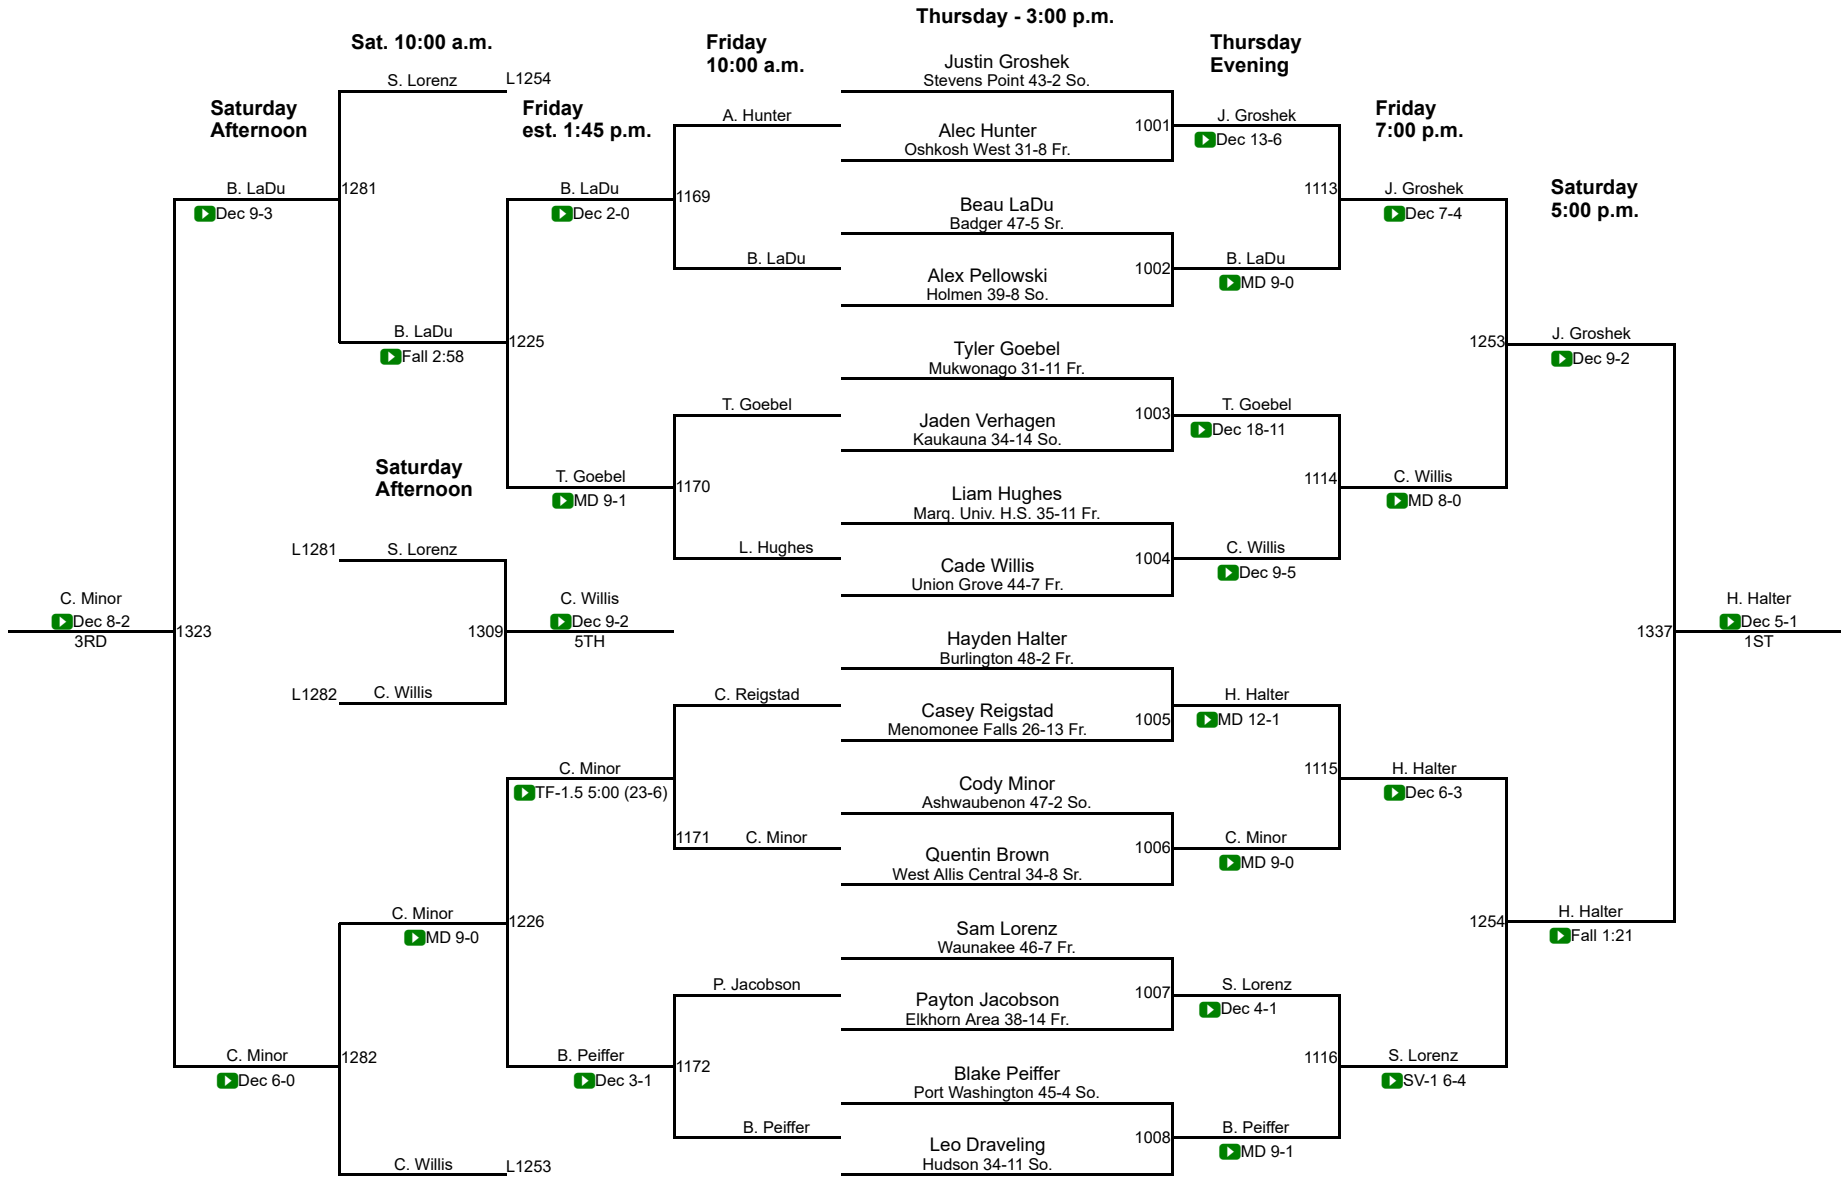 Thursday - 3:00 p.m.
Sat. 10:00 a.m.
Friday
10:00 a.m.
Thursday
Evening
Saturday
Afternoon
Friday
est. 1:45 p.m.
Friday
7:00 p.m.
Saturday
5:00 p.m.
Saturday
Afternoon
Justin Groshek
Stevens Point 43-2 So.
1001
Alec Hunter
Oshkosh West 31-8 Fr.
Beau LaDu
Badger 47-5 Sr.
1002
Alex Pellowski
Holmen 39-8 So.
Tyler Goebel
Mukwonago 31-11 Fr.
1003
Jaden Verhagen
Kaukauna 34-14 So.
Liam Hughes
Marq. Univ. H.S. 35-11 Fr.
1004
Cade Willis
Union Grove 44-7 Fr.
Hayden Halter
Burlington 48-2 Fr.
1005
Casey Reigstad
Menomonee Falls 26-13 Fr.
Cody Minor
Ashwaubenon 47-2 So.
1006
Quentin Brown
West Allis Central 34-8 Sr.
Sam Lorenz
Waunakee 46-7 Fr.
1007
Payton Jacobson
Elkhorn Area 38-14 Fr.
Blake Peiffer
Port Washington 45-4 So.
1008
Leo Draveling
Hudson 34-11 So.
J. Groshek
Dec 13-6
1113
B. LaDu
MD 9-0
T. Goebel
Dec 18-11
1114
C. Willis
Dec 9-5
H. Halter
MD 12-1
1115
C. Minor
MD 9-0
S. Lorenz
Dec 4-1
1116
B. Peiffer
MD 9-1
J. Groshek
Dec 7-4
1253
C. Willis
MD 8-0
H. Halter
Dec 6-3
1254
S. Lorenz
SV-1 6-4
J. Groshek
Dec 9-2
1337
H. Halter
Fall 1:21
H. Halter
Dec 5-1
1ST
A. Hunter
1169
B. LaDu
T. Goebel
1170
L. Hughes
C. Reigstad
1171
C. Minor
P. Jacobson
1172
B. Peiffer
B. LaDu
Dec 2-0
1225
T. Goebel
MD 9-1
C. Minor
TF-1.5 5:00 (23-6)
1226
B. Peiffer
Dec 3-1
S. Lorenz
L1254
1281
B. LaDu
Fall 2:58
C. Minor
MD 9-0
1282
C. Willis
L1253
B. LaDu
Dec 9-3
1323
C. Minor
Dec 6-0
C. Minor
Dec 8-2
3RD
L1281
S. Lorenz
1309
L1282
C. Willis
C. Willis
Dec 9-2
5TH